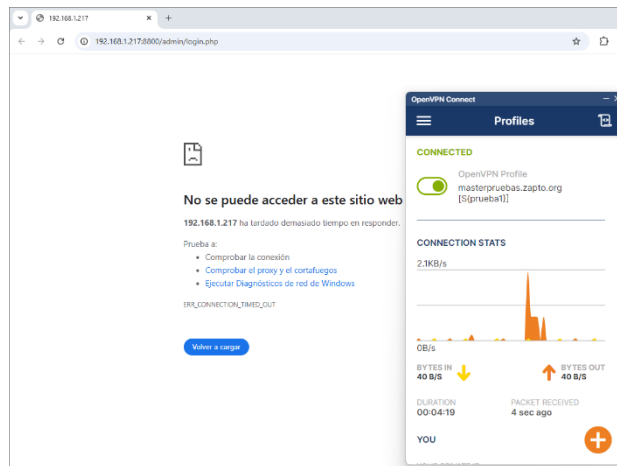 192.168.1.217
192.168.1.217:8800/admin/login.php
No se puede acceder a este sitio web
192.168.1.217 ha tardado demasiado tiempo en responder.
Prueba a:
Comprobar la conexión
Comprobar el proxy y el cortafuegos
Ejecutar Diagnósticos de red de Windows
ERR_CONNECTION_TIMED_OUT
Volver a cargar
OpenVPN Connect
Profiles
CONNECTED
OpenVPN Profile
masterpruebas.zapto.org
[S{prueba1}]
CONNECTION STATS
2.1KB/s
0B/s
BYTES IN
40 B/S
BYTES OUT
40 B/S
DURATION
00:04:19
PACKET RECEIVED
4 sec ago
YOU